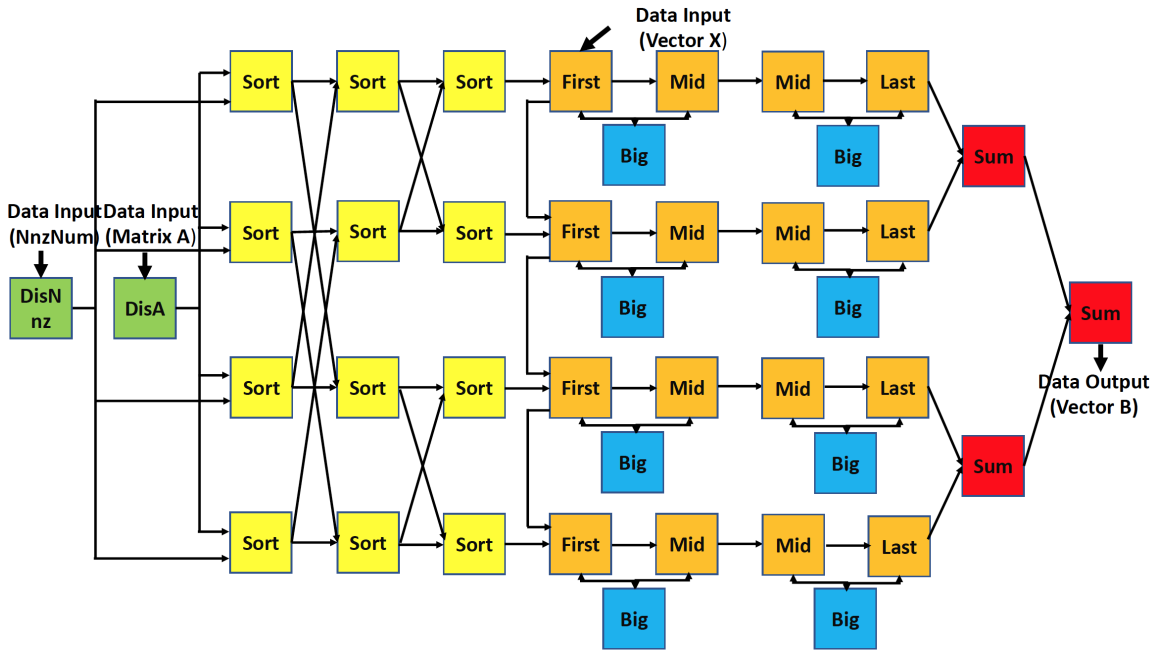 Data Input
(Vector X)
Sort Sort Sort First Mid Mid Last
Big Big
Sum
Data Input Data Input
(NnzNum) (Matrix A)
Sort Sort Sort First Mid Mid Last
Big Big
DisN
nz
DisA
Sum
Data Output
(Vector B)
Sort Sort Sort First Mid Mid Last
Big Big
Sum
Sort Sort Sort First Mid Mid Last
Big Big